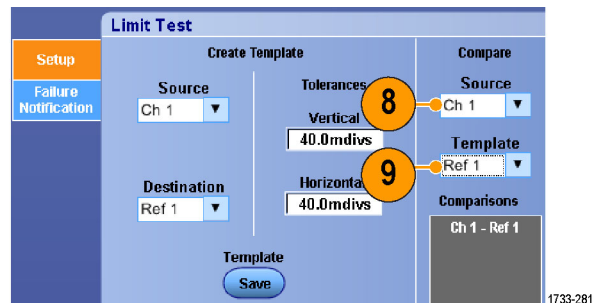 Limit Test
Setup
Failure
Notification
Create Template
Source
Ch 1
Destination
Ref 1
Tolerances
Vertical
40.0mdivs
Horizontal
40.0mdivs
Template
Save
Compare
8
Source
Ch 1
9
Template
Ref 1
Comparisons
Ch 1 - Ref 1
1733-281